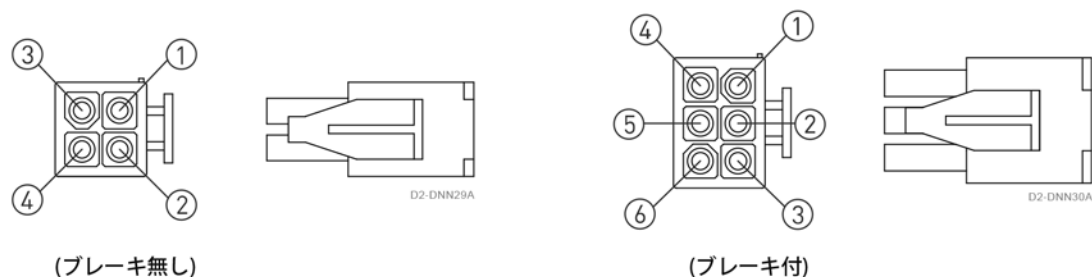 ③ ① ④ ①
⑤ ②
④ ② ⑥ ③
D2-DNN29A D2-DNN30A
(ブレーキ無し) (ブレーキ付)